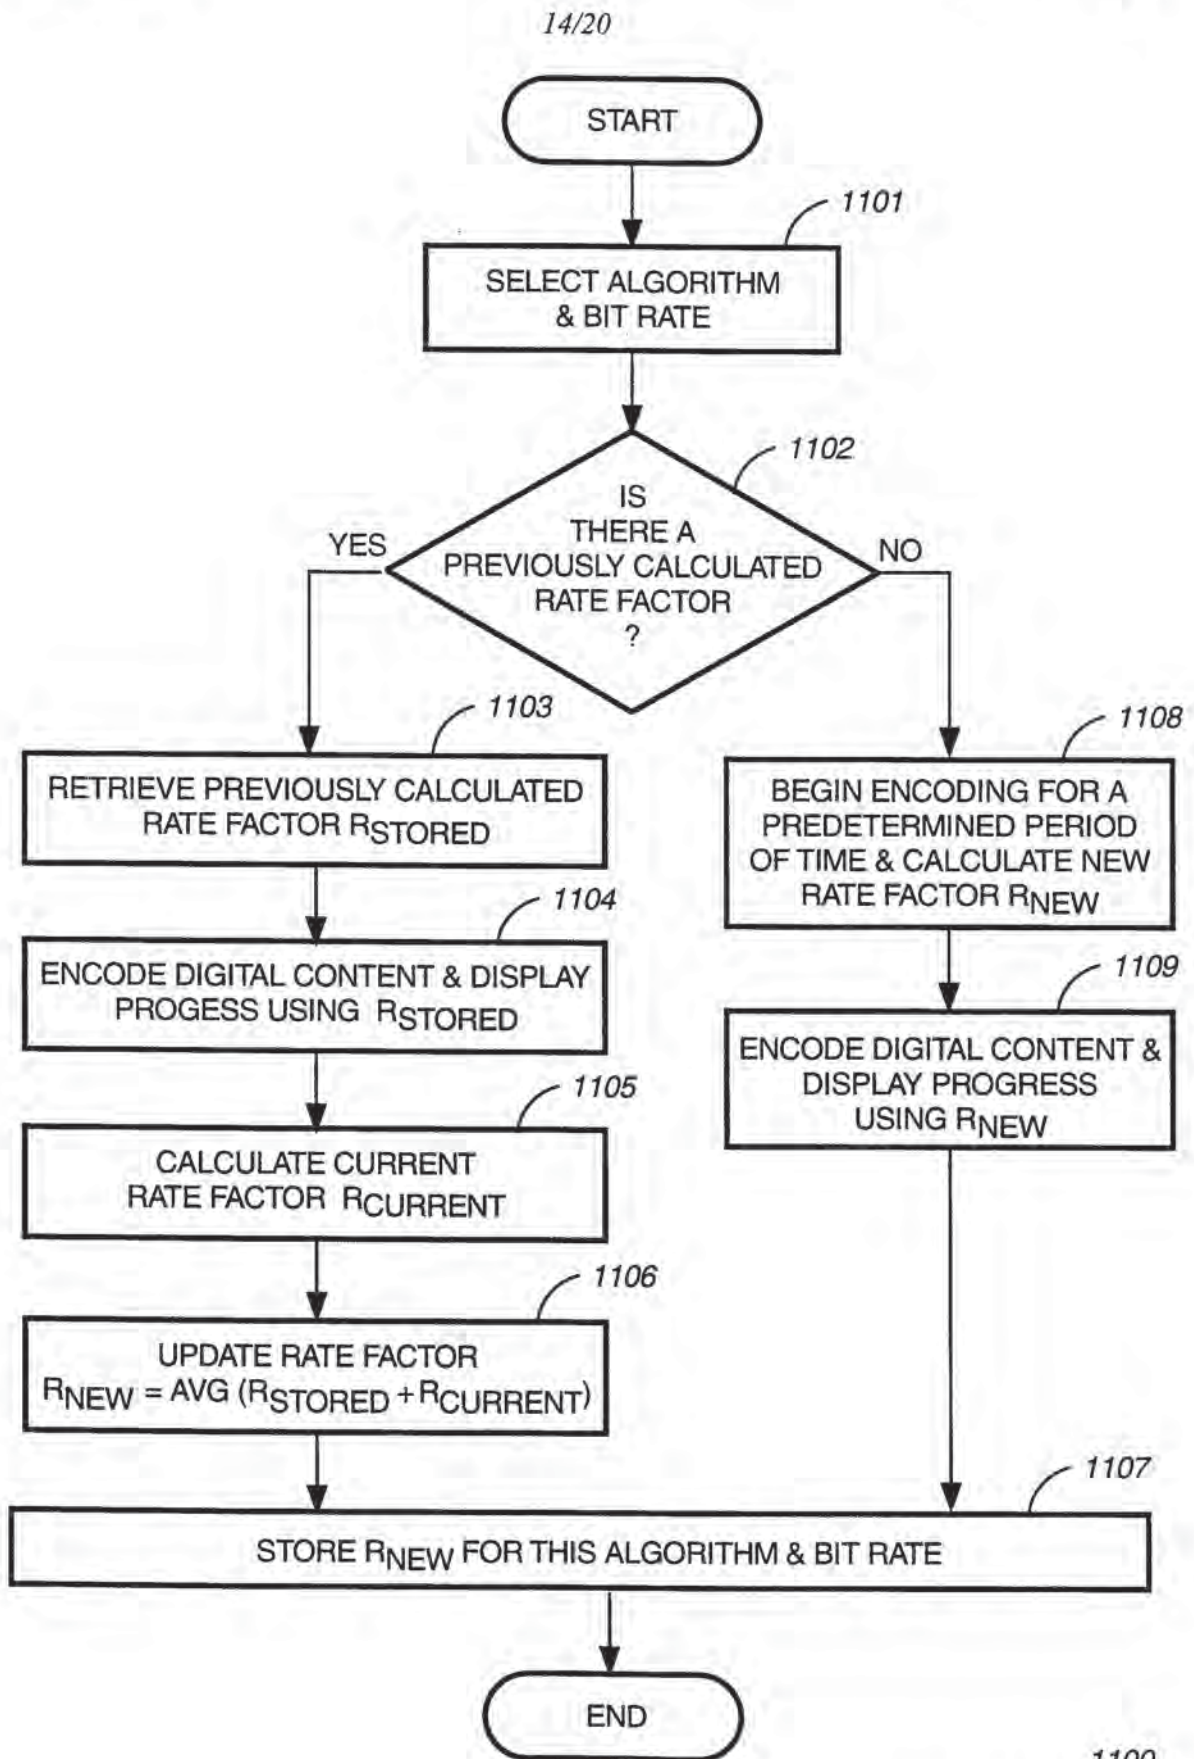 14/20
START
1101
SELECT ALGORITHM
& BIT RATE
1102
IS
THERE A
PREVIOUSLY CALCULATED
RATE FACTOR
?
YES
NO
1103
RETRIEVE PREVIOUSLY CALCULATED
RATE FACTOR RSTORED
1104
ENCODE DIGITAL CONTENT & DISPLAY
PROGESS USING RSTORED
1105
CALCULATE CURRENT
RATE FACTOR RCURRENT
1106
UPDATE RATE FACTOR
RNEW = AVG (RSTORED + RCURRENT)
1108
BEGIN ENCODING FOR A
PREDETERMINED PERIOD
OF TIME & CALCULATE NEW
RATE FACTOR RNEW
1109
ENCODE DIGITAL CONTENT &
DISPLAY PROGRESS
USING RNEW
1107
STORE RNEW FOR THIS ALGORITHM & BIT RATE
END